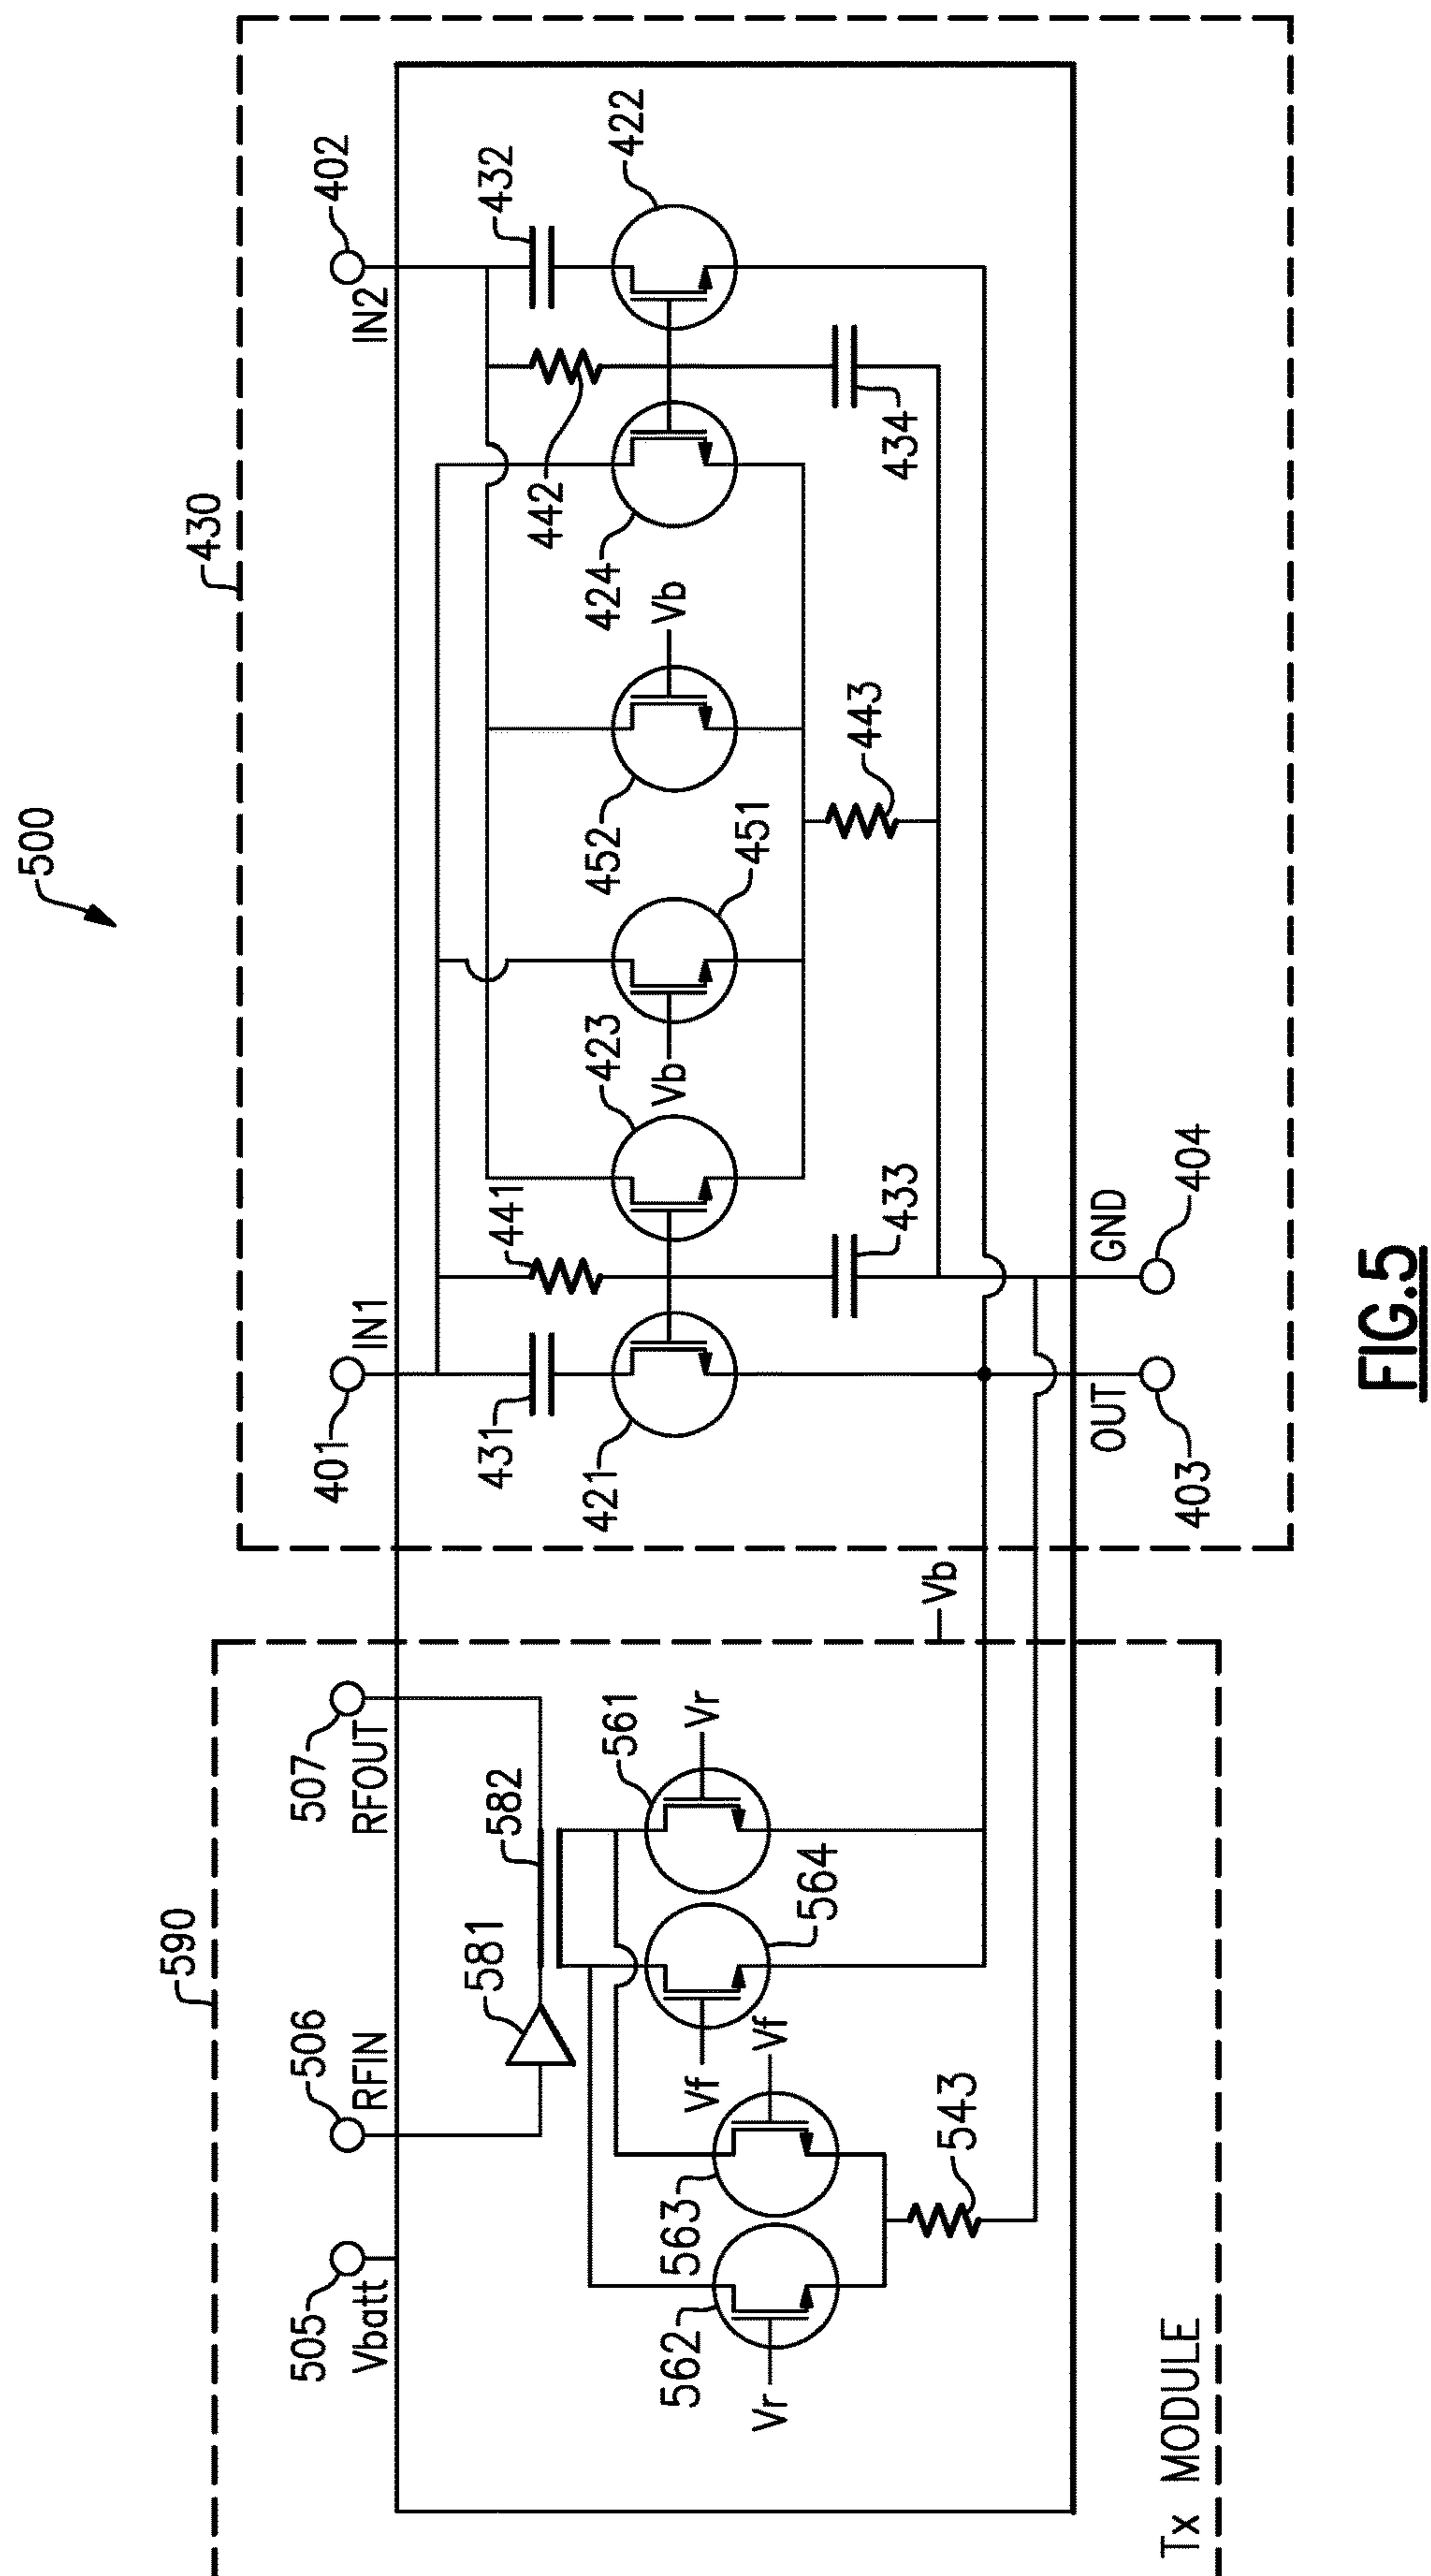 500
590
430
505
Vbatt
506
RFIN
507
RFOUT
401
IN1
IN2
402
581
582
431
441
442
432
561
Vr
Vf
564
562
Vr
563
Vf
543
Vb
421
423
Vb
451
452
Vb
424
422
443
433
434
OUT
403
GND
404
Tx MODULE
FIG.5